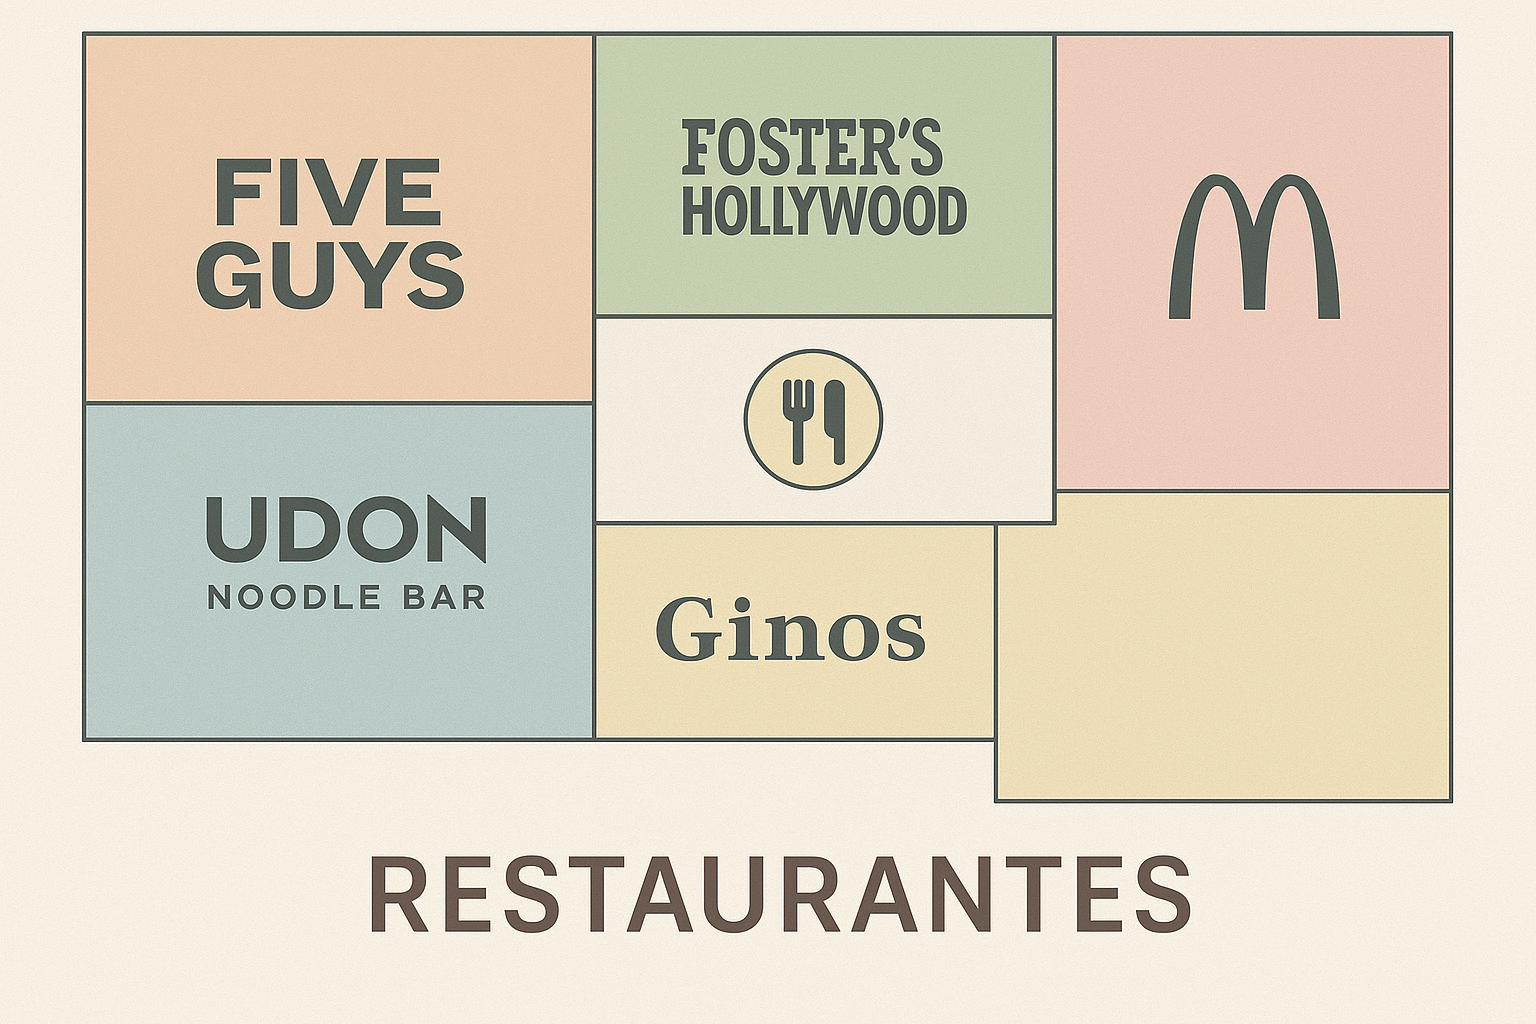 FIVE
GUYS
FOSTER'S
HOLLYWOOD
UDON
NOODLE BAR
Ginos
RESTAURANTES